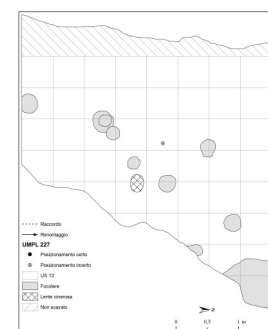 Raccordo
Rimontaggio
UMPL 227
Posizionamento certo
Posizionamento incerto
US 13
Focolare
Lente cinerosa
Non scavato
N
0 0,5 1 m